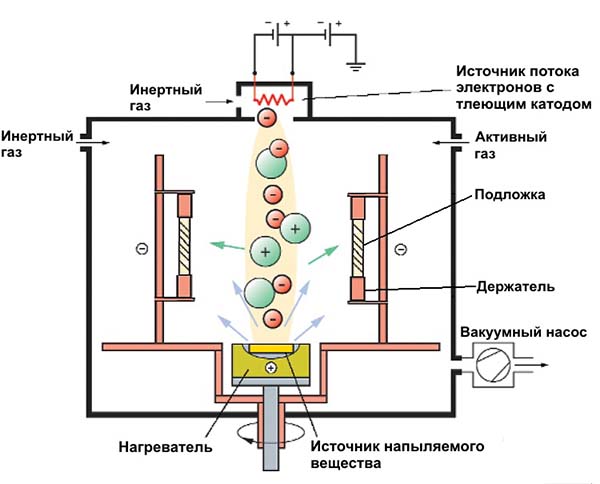 Источник потока
электронов с
тлеющим катодом
Инертный
газ
Инертный
газ
Активный
газ
Подложка
Держатель
Вакуумный насос
Нагреватель
Источник напыляемого
вещества